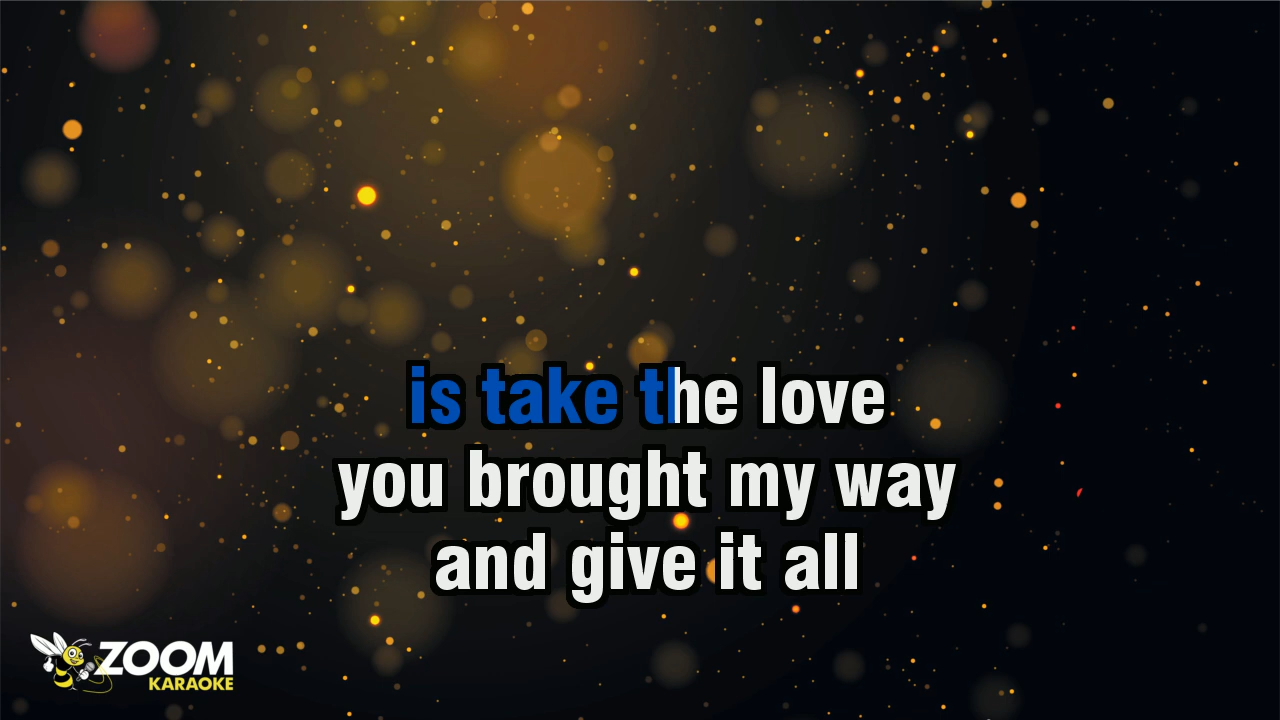 is take the love
you brought my way
and give it all
ZOOM
KARAOKE